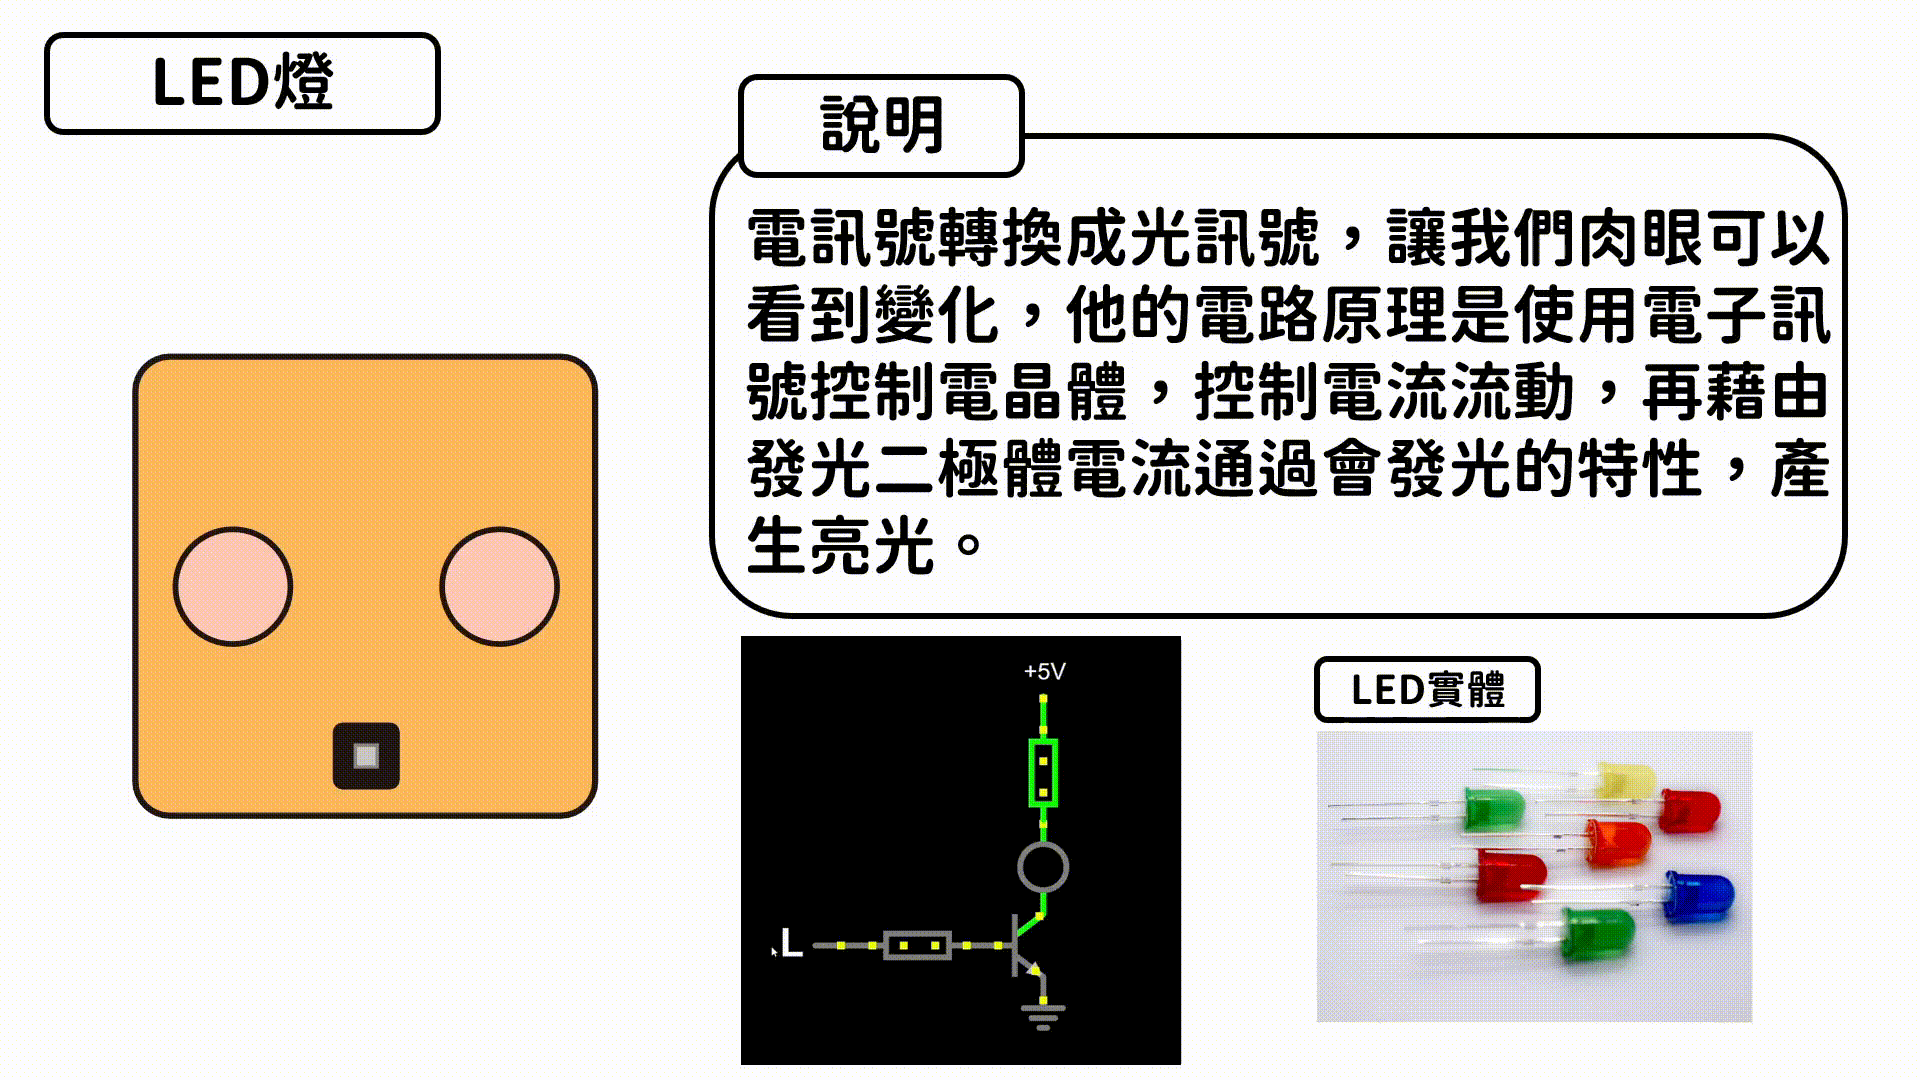 LED燈
說明
電訊號轉換成光訊號，讓我們肉眼可以
看到變化，他的電路原理是使用電子訊
號控制電晶體，控制電流流動，再藉由
發光二極體電流通過會發光的特性，產
生亮光。
+5V
L
LED實體